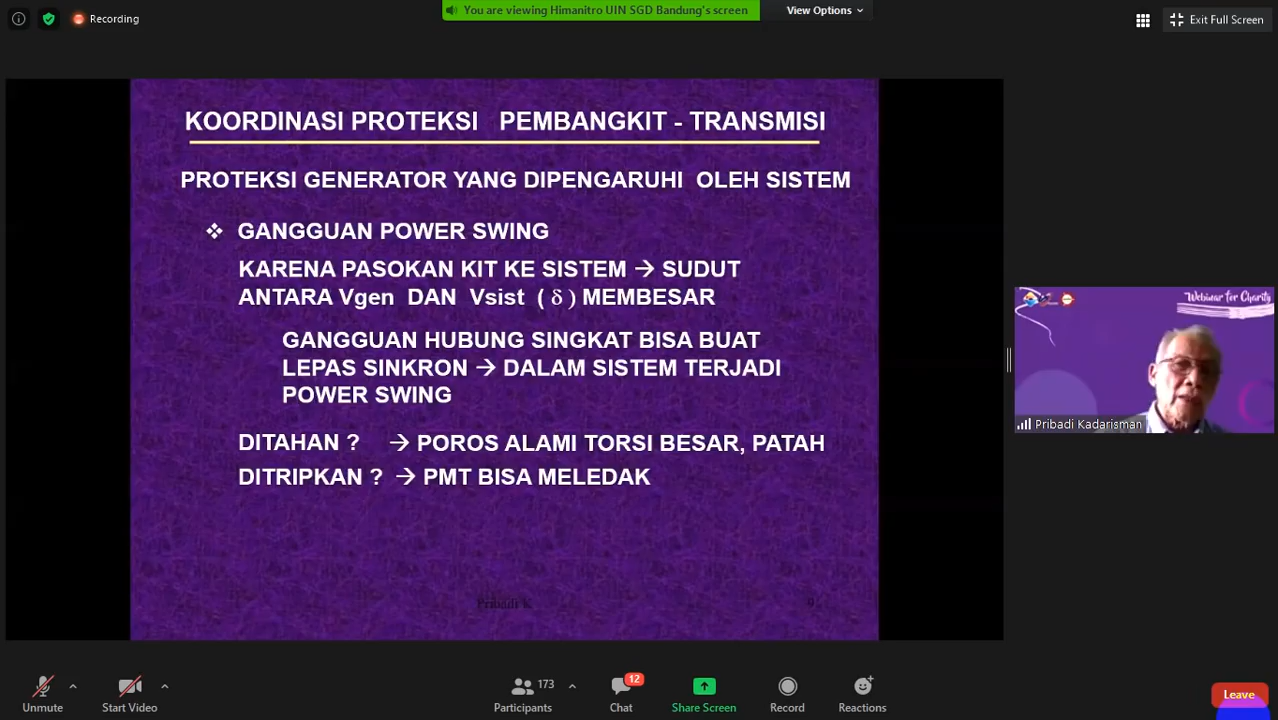 Recording
You are viewing Himanitro UIN SGD Bandung's screen
View Options
Exit Full Screen
KOORDINASI PROTEKSI PEMBANGKIT - TRANSMISI
PROTEKSI GENERATOR YANG DIPENGARUHI OLEH SISTEM
❖ GANGGUAN POWER SWING
KARENA PASOKAN KIT KE SISTEM → SUDUT
ANTARA Vgen DAN Vsist ( δ ) MEMBESAR
GANGGUAN HUBUNG SINGKAT BISA BUAT
LEPAS SINKRON → DALAM SISTEM TERJADI
POWER SWING
DITAHAN ? → POROS ALAMI TORSI BESAR, PATAH
DITRIPKAN ? → PMT BISA MELEDAK
Pribadi K
9
Webinar for Charity
Pribadi Kadarisman
Unmute
Start Video
173
Participants
12
Chat
Share Screen
Record
Reactions
Leave